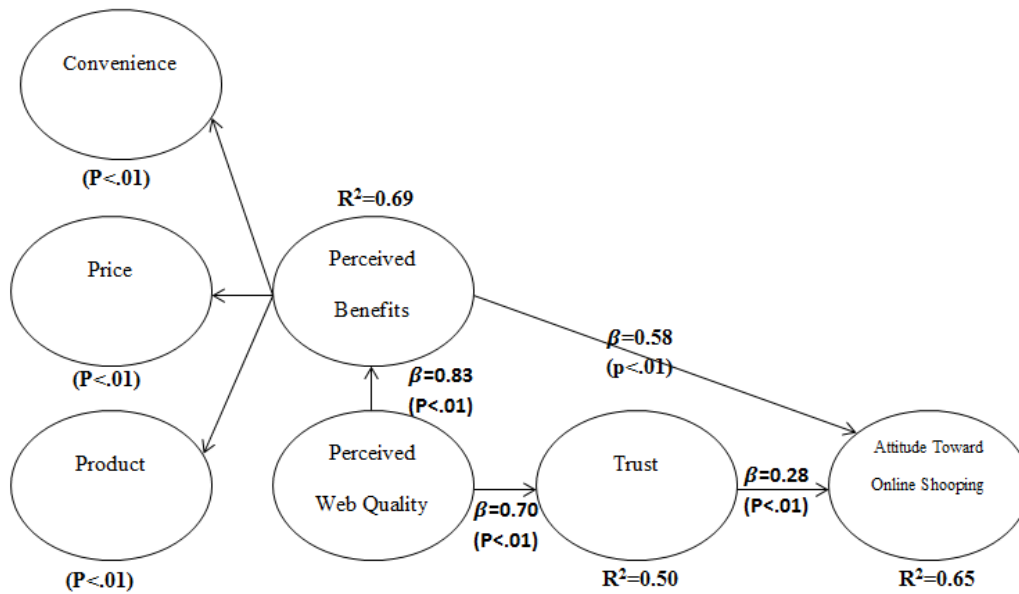 Convenience
(P<.01)
R²=0.69
Price
Perceived
Benefits
(P<.01)
β=0.58
(p<.01)
β=0.83
(P<.01)
Product
Perceived
Web Quality
Trust
Attitude Toward
Online Shooping
β=0.70
(P<.01)
β=0.28
(P<.01)
(P<.01)
R²=0.50
R²=0.65